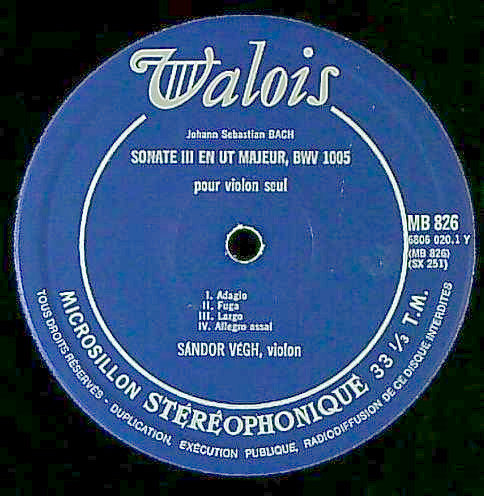 Valois
Johann Sebastian BACH
SONATE III EN UT MAJEUR, BWV 1005
pour violon seul
MB 826
6806 020.1 Y
(MB 826)
(SX 251)
I. Adagio
II. Fuga
III. Largo
IV. Allegro assai
SÁNDOR VÉGH, violon
MICROSILLON STÉRÉOPHONIQUE 33 1/3 T.M.
TOUS DROITS RÉSERVÉS - DUPLICATION, EXÉCUTION PUBLIQUE, RADIODIFFUSION DE CE DISQUE INTERDITES